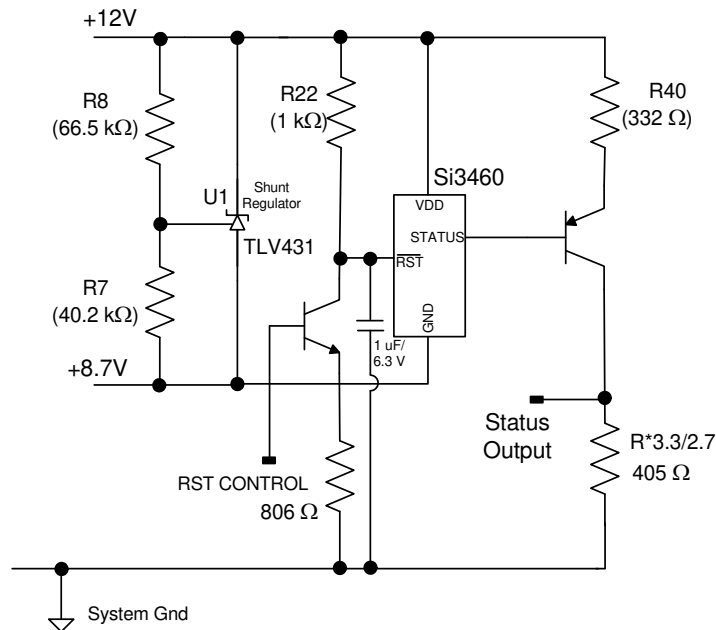 +12V
R8
(66.5 kΩ)
R22
(1 kΩ)
R40
(332 Ω)
Si3460
VDD
STATUS
RST
GND
U1
Shunt
Regulator
TLV431
R7
(40.2 kΩ)
1 uF/
6.3 V
+8.7V
Status
Output
R*3.3/2.7
405 Ω
RST CONTROL
806 Ω
System Gnd